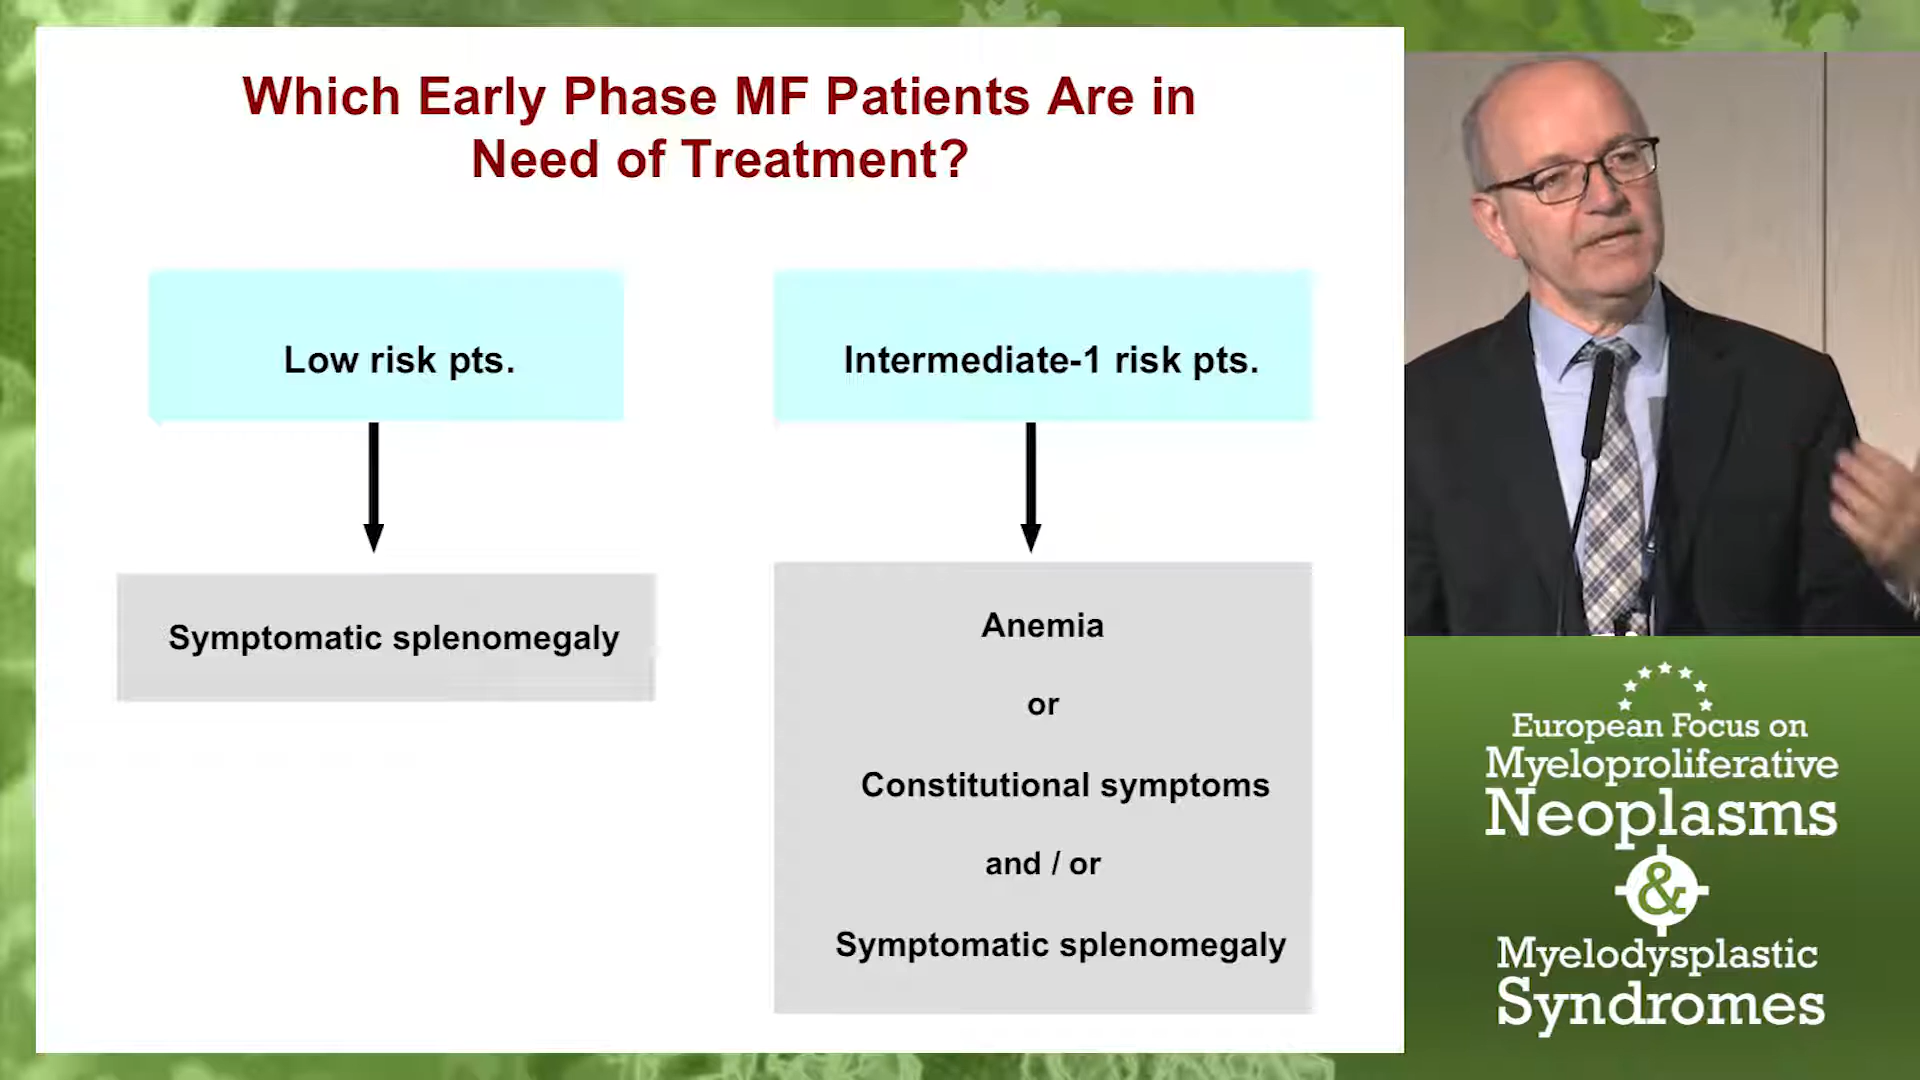 Which Early Phase MF Patients Are in
Need of Treatment?
Low risk pts.
Intermediate-1 risk pts.
Symptomatic splenomegaly
Anemia
or
Constitutional symptoms
and / or
Symptomatic splenomegaly
European Focus on
Myeloproliferative
Neoplasms
&
Myelodysplastic
Syndromes